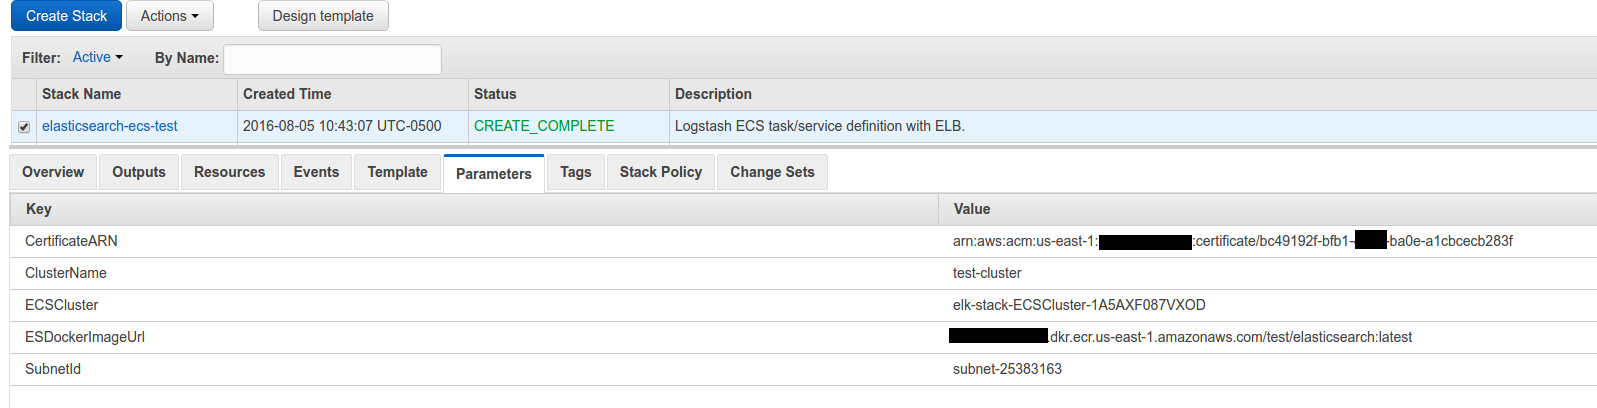 Create Stack Actions Design template
Filter: Active By Name:
Stack Name Created Time Status Description
elasticsearch-ecs-test 2016-08-05 10:43:07 UTC-0500 CREATE_COMPLETE Logstash ECS task/service definition with ELB.
Overview Outputs Resources Events Template Parameters Tags Stack Policy Change Sets
Key Value
CertificateARN arn:aws:acm:us-east-1: :certificate/bc49192f-bfb1- -ba0e-a1cbcecb283f
ClusterName test-cluster
ECSCluster elk-stack-ECSCluster-1A5AXF087VXOD
ESDockerImageUrl .dkr.ecr.us-east-1.amazonaws.com/test/elasticsearch:latest
SubnetId subnet-25383163